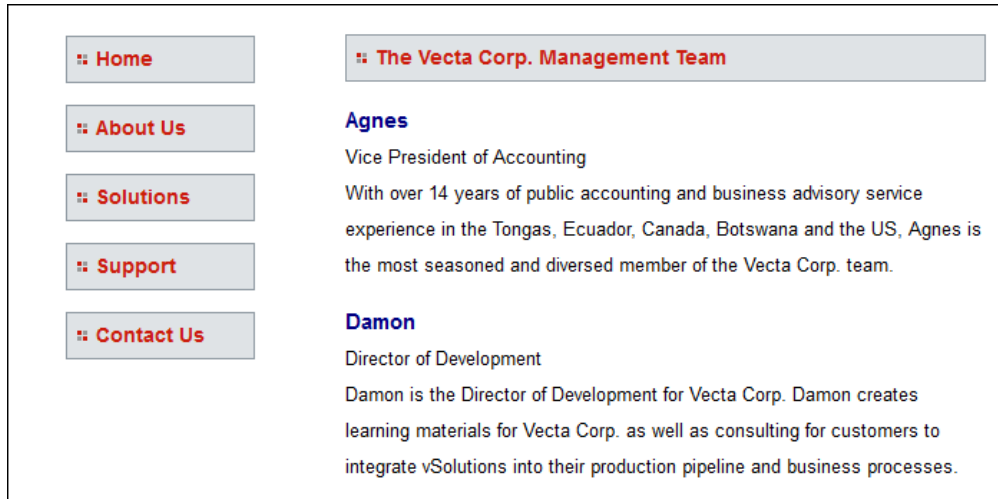 Home
About Us
Solutions
Support
Contact Us
The Vecta Corp. Management Team
Agnes
Vice President of Accounting
With over 14 years of public accounting and business advisory service
experience in the Tongas, Ecuador, Canada, Botswana and the US, Agnes is
the most seasoned and diversed member of the Vecta Corp. team.
Damon
Director of Development
Damon is the Director of Development for Vecta Corp. Damon creates
learning materials for Vecta Corp. as well as consulting for customers to
integrate vSolutions into their production pipeline and business processes.